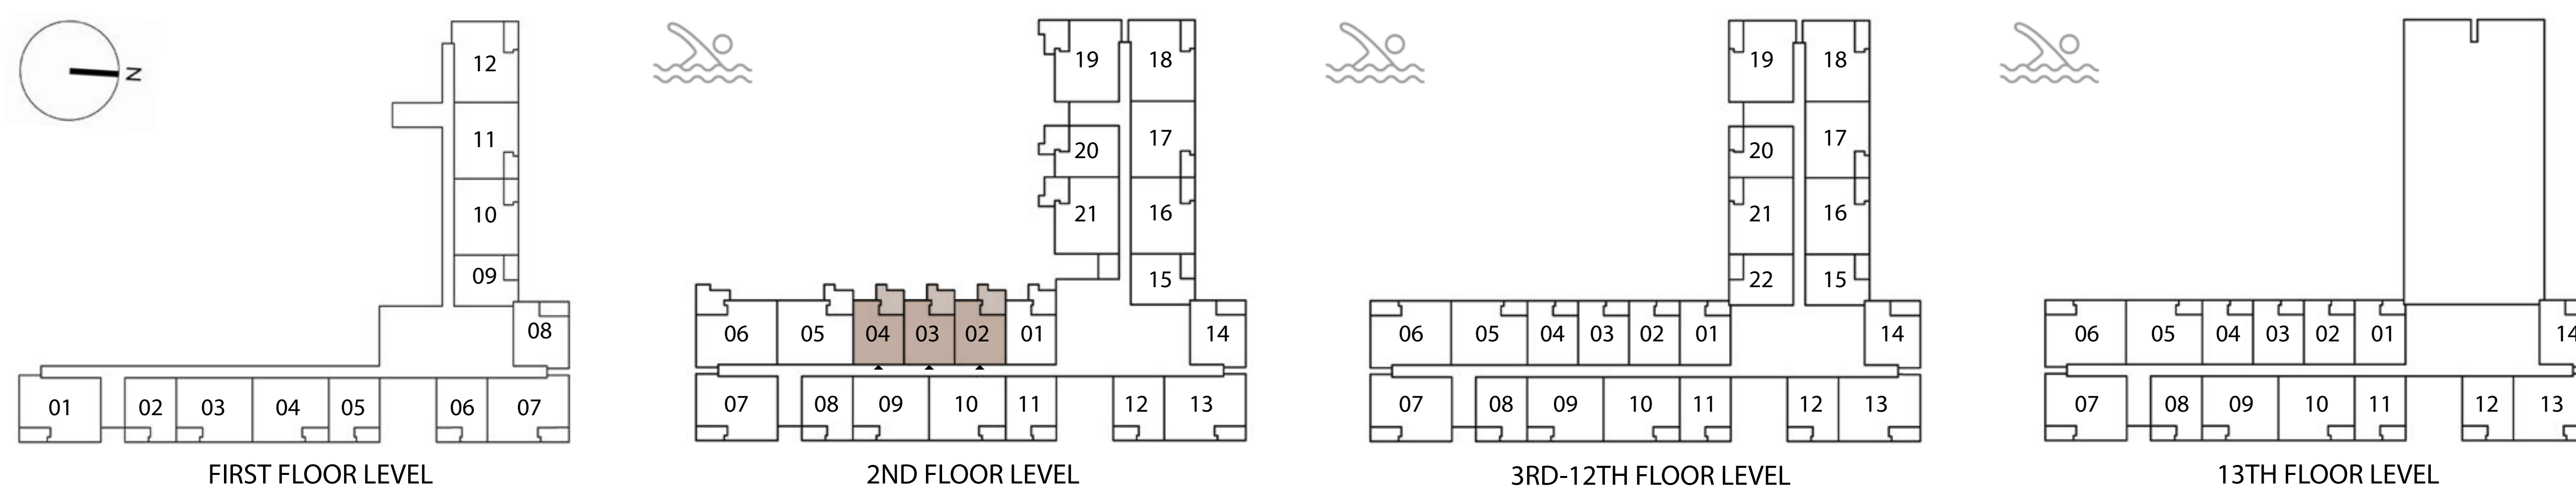 N
12
11
10
09
08
01 02 03 04 05 06 07
FIRST FLOOR LEVEL
19 18
17
20
21 16
15
06 05 04 03 02 01 14
07 08 09 10 11 12 13
2ND FLOOR LEVEL
19 18
17
20
21 16
22 15
06 05 04 03 02 01 14
07 08 09 10 11 12 13
3RD-12TH FLOOR LEVEL
06 05 04 03 02 01 14
07 08 09 10 11 12 13
13TH FLOOR LEVEL